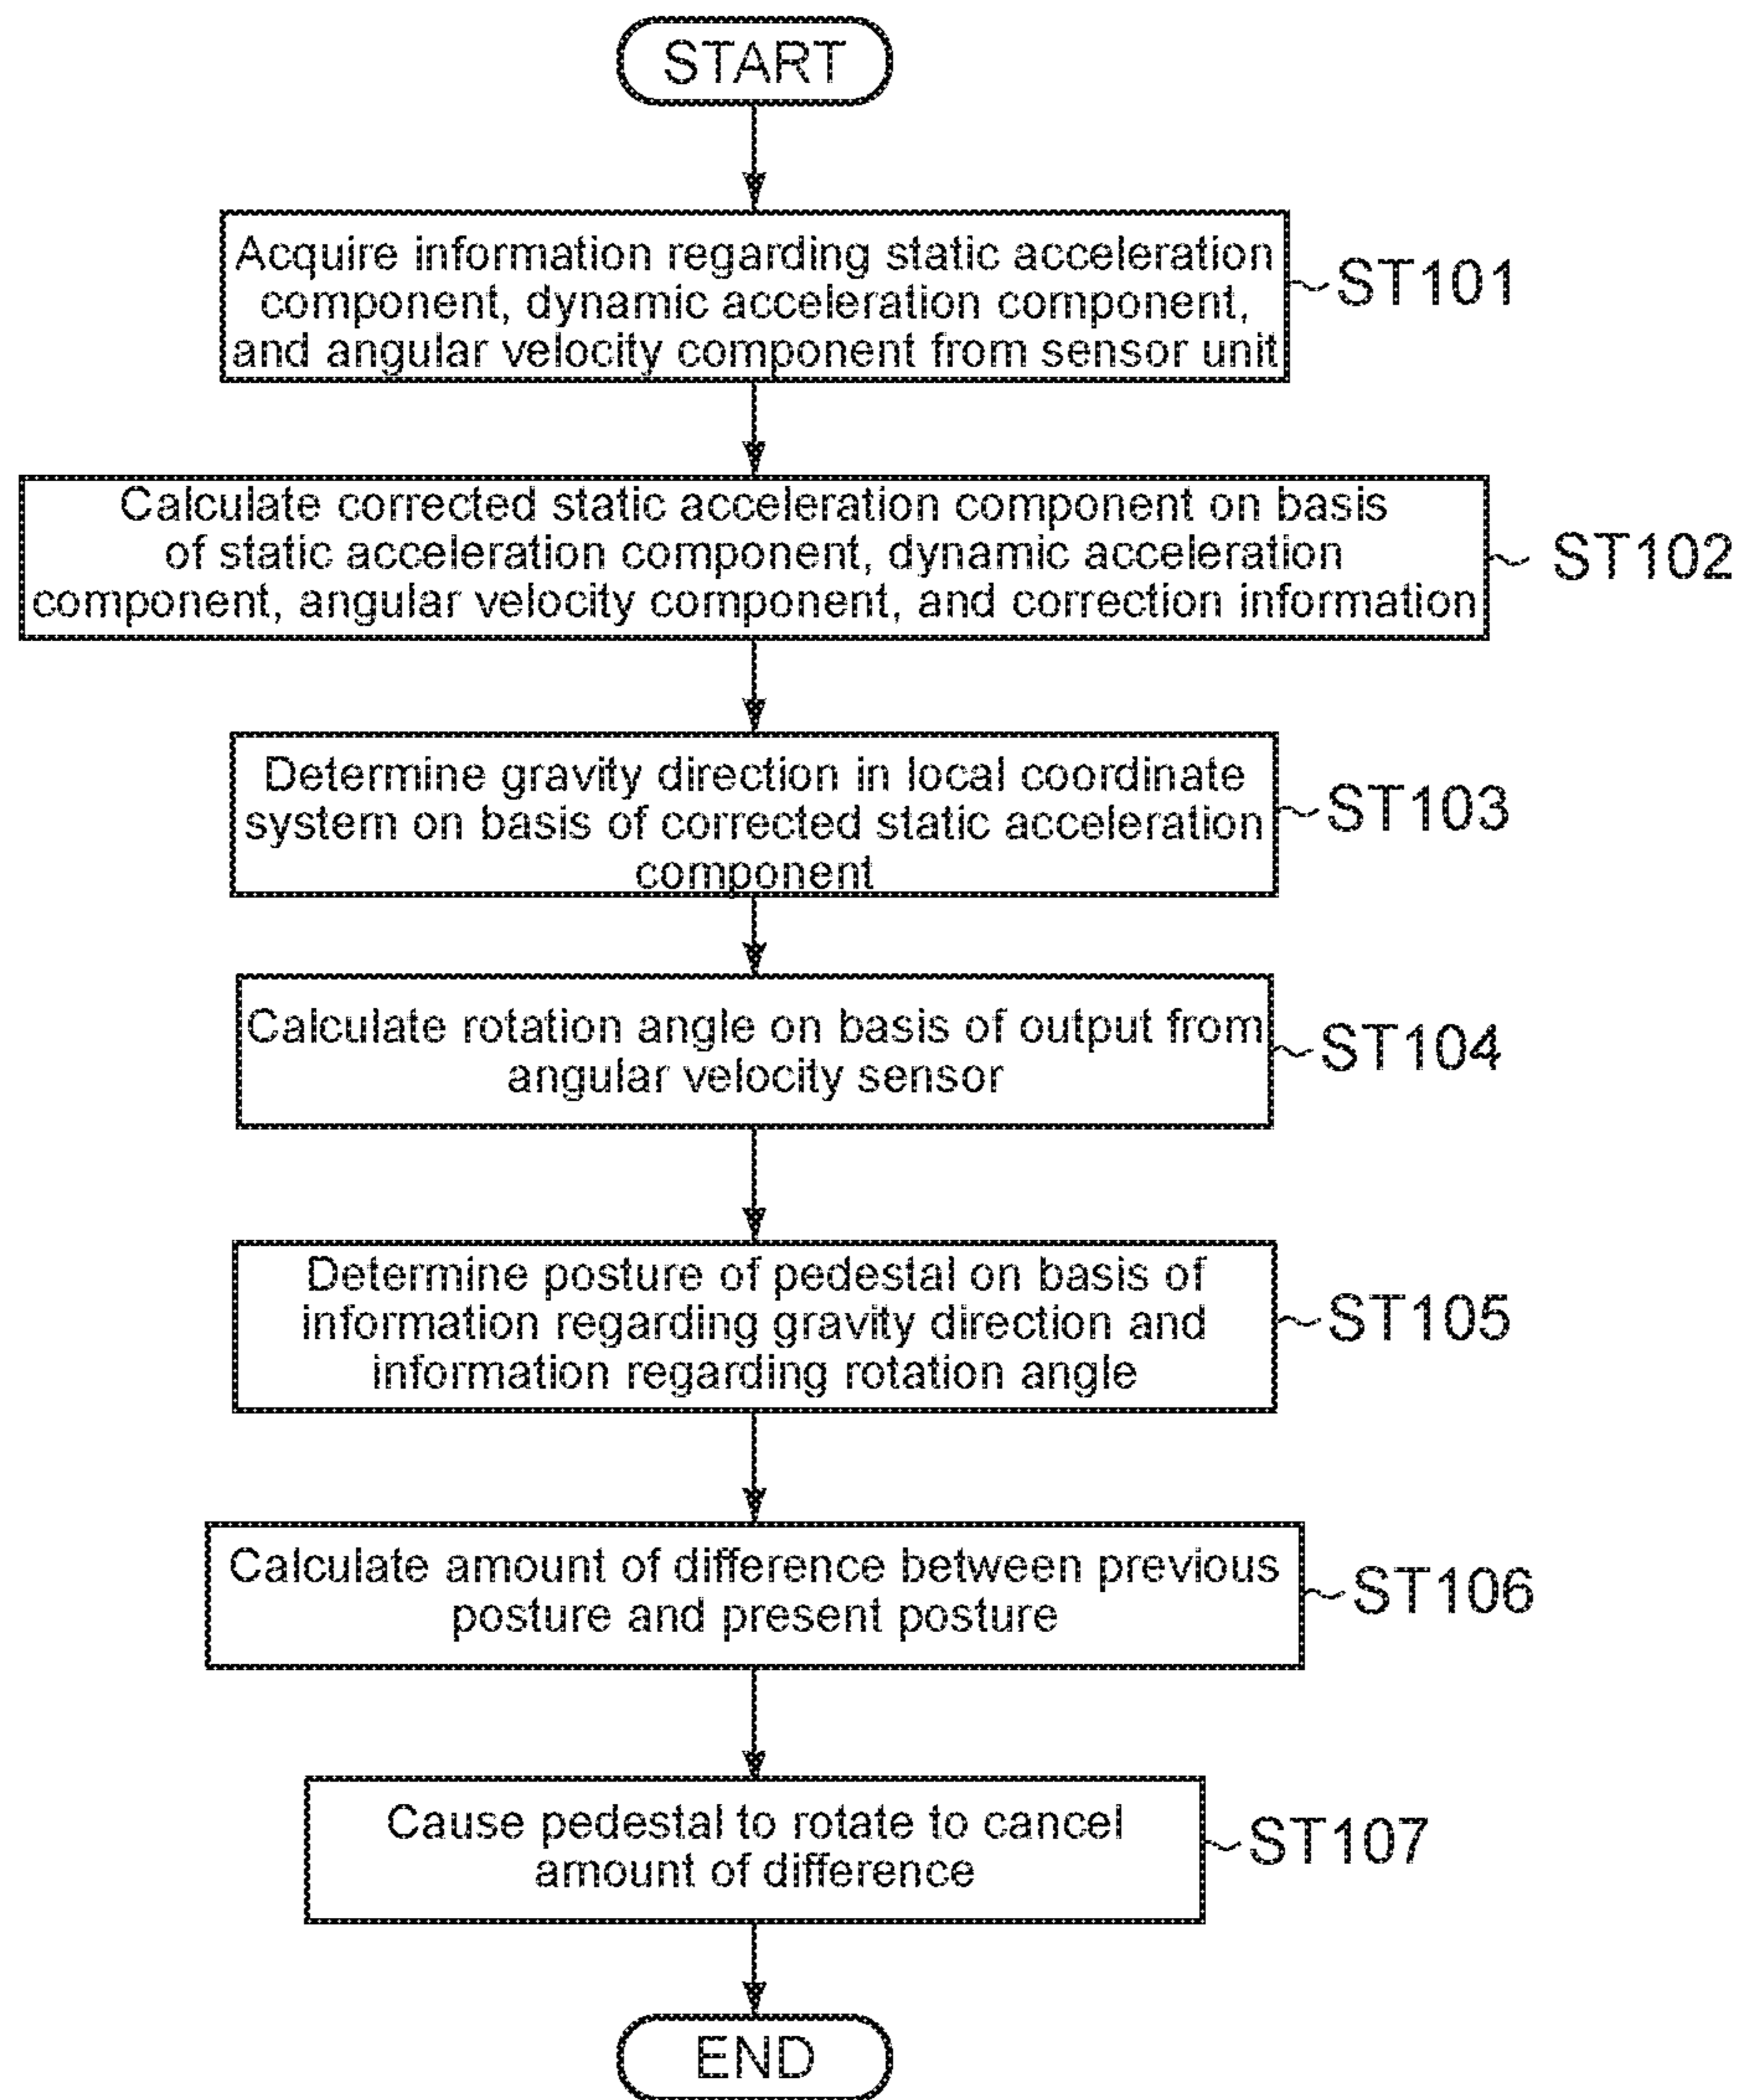 START
Acquire information regarding static acceleration
component, dynamic acceleration component,
and angular velocity component from sensor unit
ST101
Calculate corrected static acceleration component on basis
of static acceleration component, dynamic acceleration
component, angular velocity component, and correction information
ST102
Determine gravity direction in local coordinate
system on basis of corrected static acceleration
component
ST103
Calculate rotation angle on basis of output from
angular velocity sensor
ST104
Determine posture of pedestal on basis of
information regarding gravity direction and
information regarding rotation angle
ST105
Calculate amount of difference between previous
posture and present posture
ST106
Cause pedestal to rotate to cancel
amount of difference
ST107
END